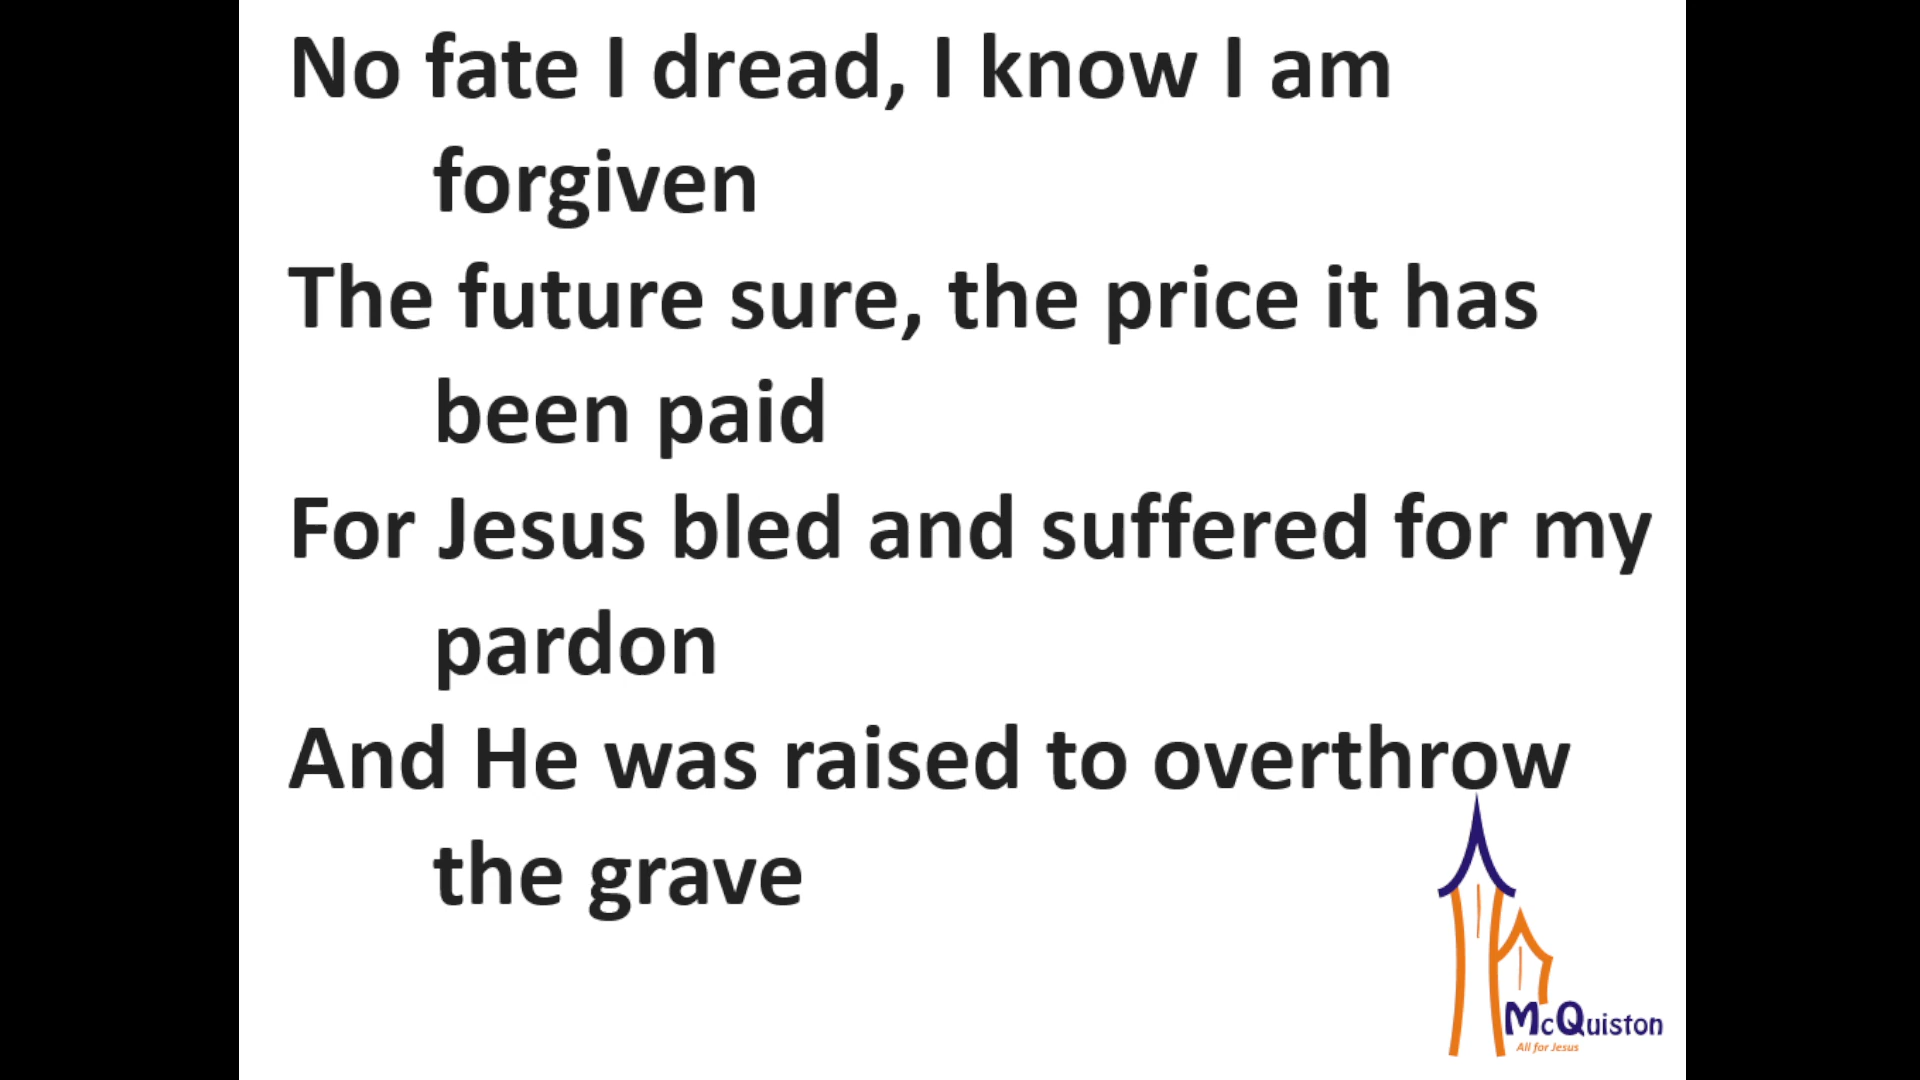 No fate I dread, I know I am
forgiven
The future sure, the price it has
been paid
For Jesus bled and suffered for my
pardon
And He was raised to overthrow
the grave
McQuiston
All for Jesus